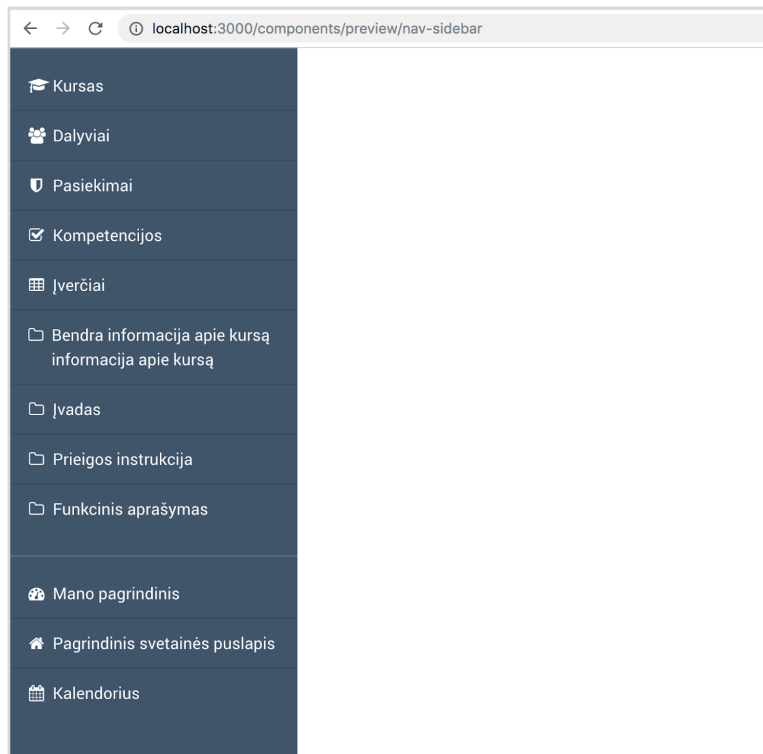 localhost:3000/components/preview/nav-sidebar
Kursas
Dalyviai
Pasiekimai
Kompetencijos
Įverčiai
Bendra informacija apie kursą
informacija apie kursą
Įvadas
Prieigos instrukcija
Funkcinis aprašymas
Mano pagrindinis
Pagrindinis svetainės puslapis
Kalendorius